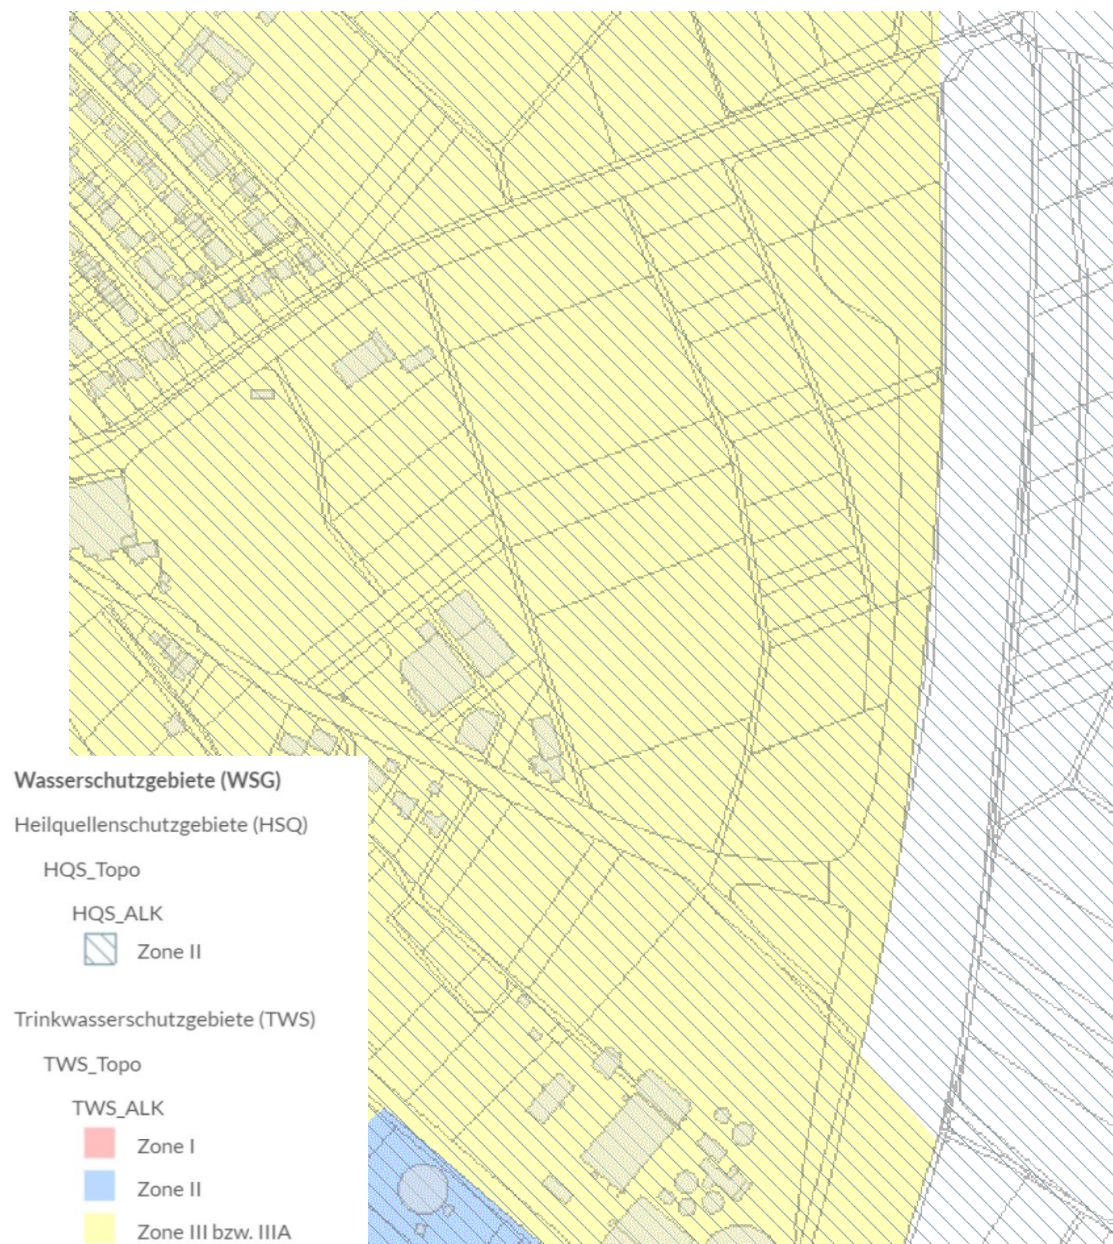 Wasserschutzgebiete (WSG)
Heilquellenschutzgebiete (HSQ)
HQS_Topo
HQS_ALK
Zone II
Trinkwasserschutzgebiete (TWS)
TWS_Topo
TWS_ALK
Zone I
Zone II
Zone III bzw. IIIA